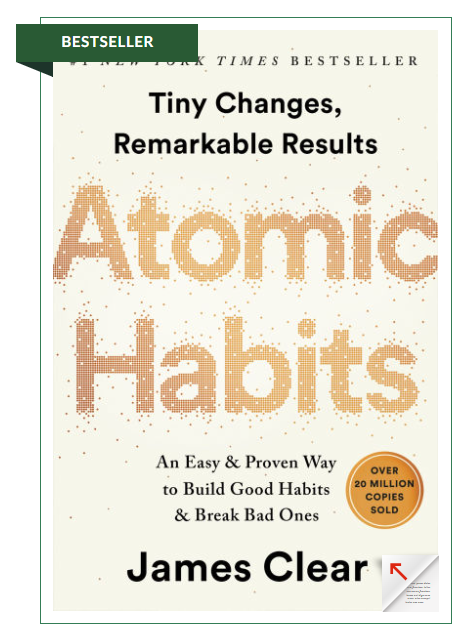 BESTSELLER
#1 NEW YORK TIMES BESTSELLER
Tiny Changes,
Remarkable Results
Atomic
Habits
An Easy & Proven Way
to Build Good Habits
& Break Bad Ones
OVER
20 MILLION
COPIES
SOLD
James Clear